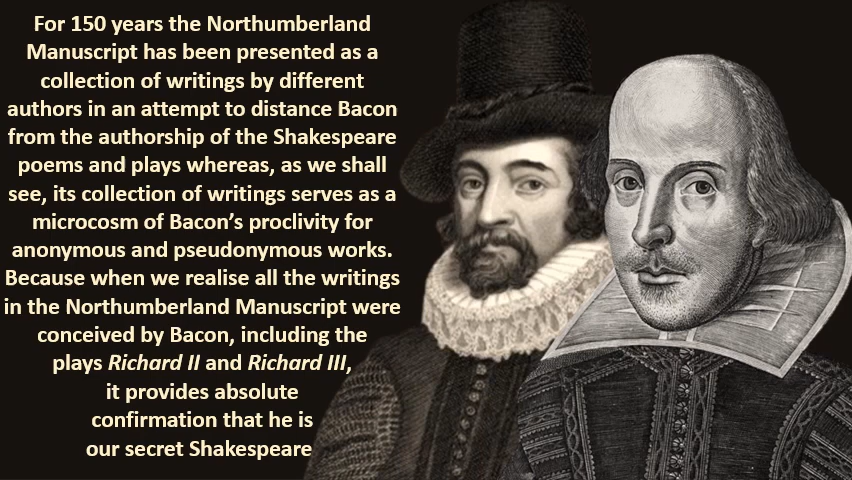 For 150 years the Northumberland
Manuscript has been presented as a
collection of writings by different
authors in an attempt to distance Bacon
from the authorship of the Shakespeare
poems and plays whereas, as we shall
see, its collection of writings serves as a
microcosm of Bacon’s proclivity for
anonymous and pseudonymous works.
Because when we realise all the writings
in the Northumberland Manuscript were
conceived by Bacon, including the
plays Richard II and Richard III,
it provides absolute
confirmation that he is
our secret Shakespeare